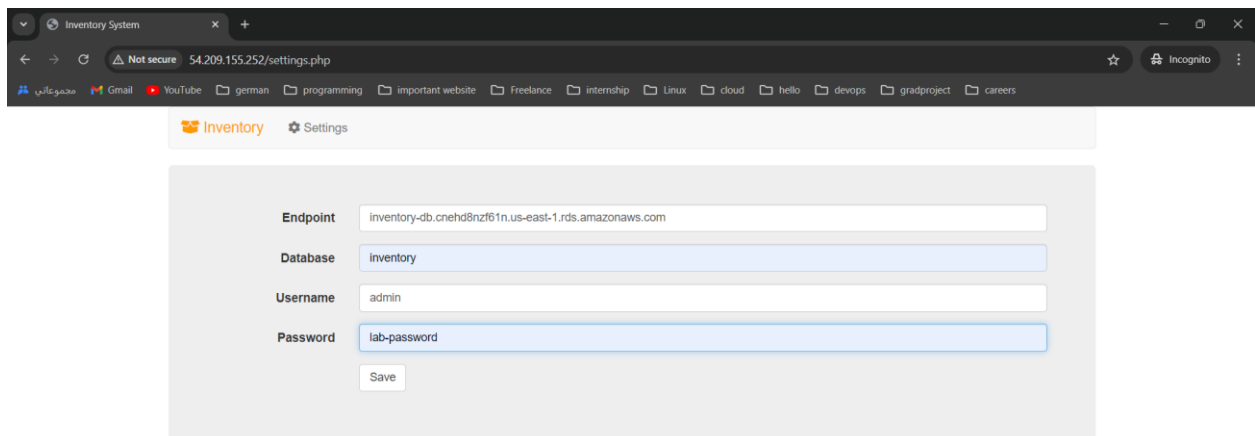 Inventory System
Not secure 54.209.155.252/settings.php Incognito
مجموعاتي Gmail YouTube german programming important website Freelance internship Linux cloud hello devops gradproject careers
Inventory Settings
Endpoint inventory-db.cnehd8nzf61n.us-east-1.rds.amazonaws.com
Database inventory
Username admin
Password lab-password
Save